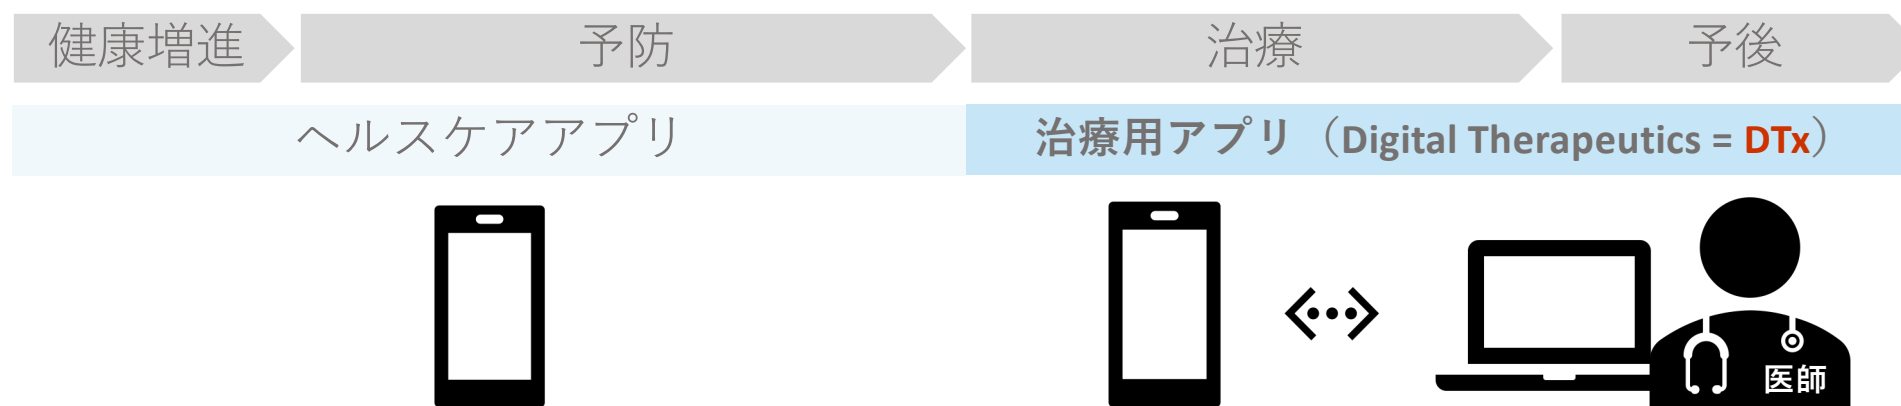 健康増進 予防 治療 予後
ヘルスケアアプリ 治療用アプリ（Digital Therapeutics = DTx）
医師